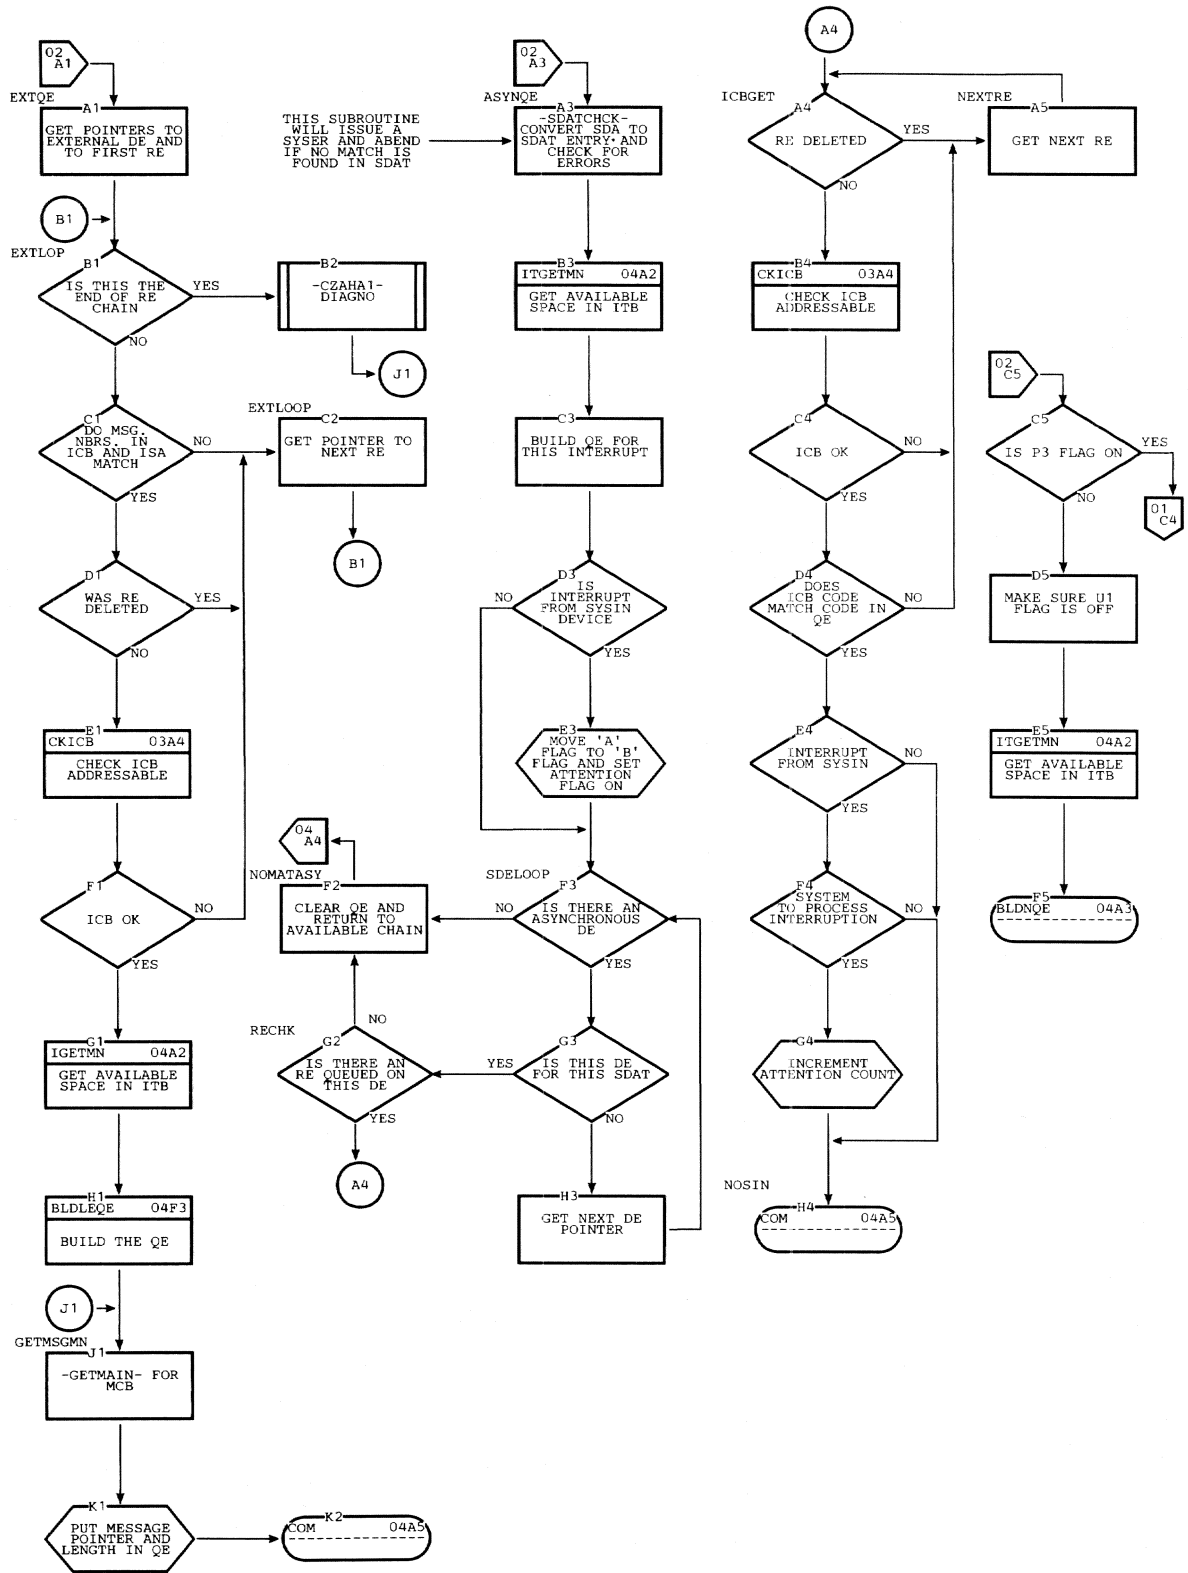 02
A1
EXTQE
A1
GET POINTERS TO
EXTERNAL DE AND
TO FIRST RE
B1
EXTLOP
B1
IS THIS THE
END OF RE
CHAIN
YES
NO
B2
-CZAHA1-
DIAGNO
J1
C1
DO MSG.
NBRS. IN
ICB AND ISA
MATCH
NO
YES
EXTLOOP
C2
GET POINTER TO
NEXT RE
B1
D1
WAS RE
DELETED
YES
NO
E1
CKICB 03A4
CHECK ICB
ADDRESSABLE
F1
ICB OK
NO
YES
G1
IGETMN 04A2
GET AVAILABLE
SPACE IN ITB
H1
BLDLEQE 04F3
BUILD THE QE
J1
GETMSGMN
J1
-GETMAIN- FOR
MCB
K1
PUT MESSAGE
POINTER AND
LENGTH IN QE
K2
COM 04A5
THIS SUBROUTINE
WILL ISSUE A
SYSER AND ABEND
IF NO MATCH IS
FOUND IN SDAT
02
A3
ASYNQE
A3
-SDATCHCK-
CONVERT SDA TO
SDAT ENTRY, AND
CHECK FOR
ERRORS
B3
ITGETMN 04A2
GET AVAILABLE
SPACE IN ITB
C3
BUILD QE FOR
THIS INTERRUPT
D3
IS
INTERRUPT
FROM SYSIN
DEVICE
NO
YES
E3
MOVE 'A'
FLAG TO 'B'
FLAG AND SET
ATTENTION
FLAG ON
04
A4
NOMATASY
F2
CLEAR QE AND
RETURN TO
AVAILABLE CHAIN
SDELOOP
F3
IS THERE AN
ASYNCHRONOUS
DE
NO
YES
RECHK
G2
IS THERE AN
RE QUEUED ON
THIS DE
NO
YES
A4
G3
IS THIS DE
FOR THIS SDAT
YES
NO
H3
GET NEXT DE
POINTER
A4
ICBGET
A4
RE DELETED
YES
NO
NEXTRE
A5
GET NEXT RE
B4
CKICB 03A4
CHECK ICB
ADDRESSABLE
C4
ICB OK
NO
YES
D4
DOES
ICB CODE
MATCH CODE IN
QE
NO
YES
E4
INTERRUPT
FROM SYSIN
NO
YES
F4
SYSTEM
TO PROCESS
INTERRUPTION
NO
YES
G4
INCREMENT
ATTENTION COUNT
NOSIN
H4
COM 04A5
02
C5
C5
IS P3 FLAG ON
YES
NO
01
C4
D5
MAKE SURE U1
FLAG IS OFF
E5
ITGETMN 04A2
GET AVAILABLE
SPACE IN ITB
F5
BLDNQE 04A3